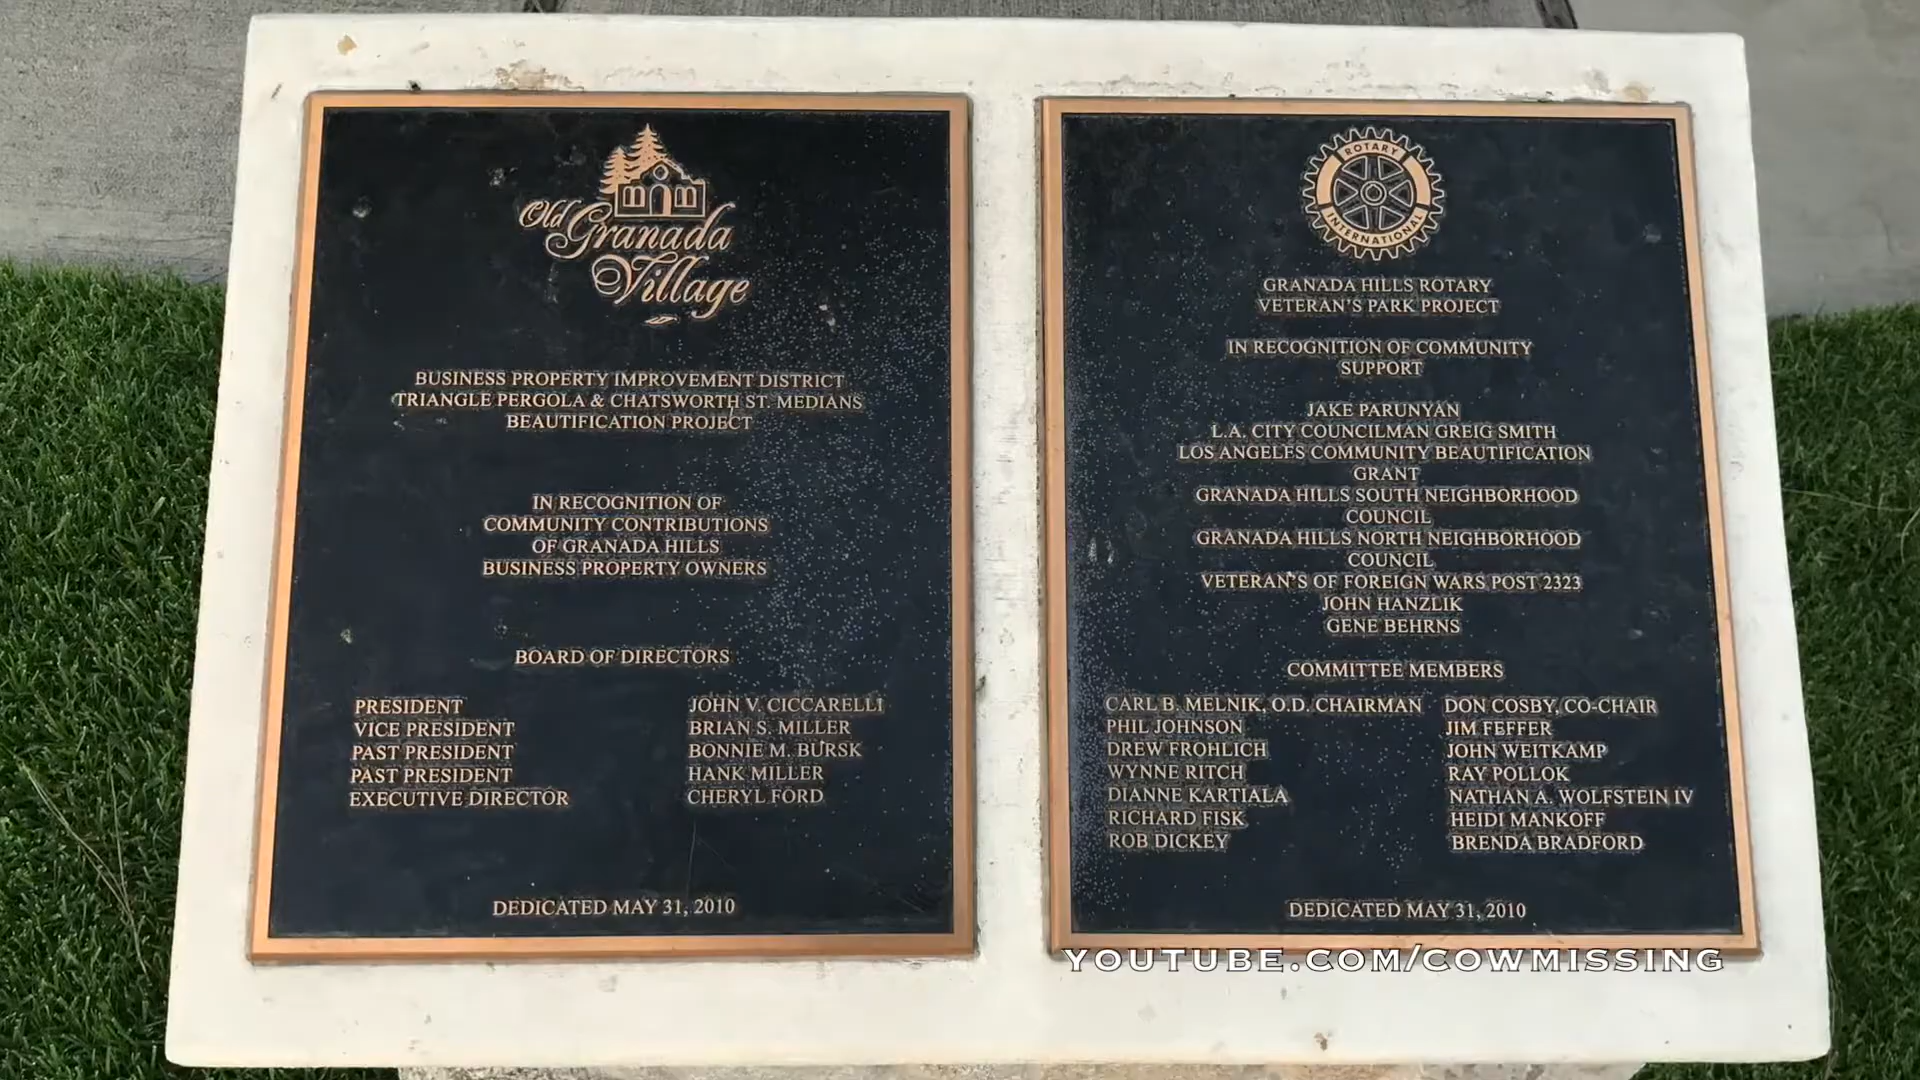 Old
Granada
Village
BUSINESS PROPERTY IMPROVEMENT DISTRICT
TRIANGLE PERGOLA & CHATSWORTH ST. MEDIANS
BEAUTIFICATION PROJECT
IN RECOGNITION OF
COMMUNITY CONTRIBUTIONS
OF GRANADA HILLS
BUSINESS PROPERTY OWNERS
BOARD OF DIRECTORS
PRESIDENT JOHN V. CICCARELLI
VICE PRESIDENT BRIAN S. MILLER
PAST PRESIDENT BONNIE M. BURSK
PAST PRESIDENT HANK MILLER
EXECUTIVE DIRECTOR CHERYL FORD
DEDICATED MAY 31, 2010
ROTARY
INTERNATIONAL
GRANADA HILLS ROTARY
VETERAN'S PARK PROJECT
IN RECOGNITION OF COMMUNITY
SUPPORT
JAKE PARUNYAN
L.A. CITY COUNCILMAN GREIG SMITH
LOS ANGELES COMMUNITY BEAUTIFICATION
GRANT
GRANADA HILLS SOUTH NEIGHBORHOOD
COUNCIL
GRANADA HILLS NORTH NEIGHBORHOOD
COUNCIL
VETERAN'S OF FOREIGN WARS POST 2323
JOHN HANZLIK
GENE BEHRNS
COMMITTEE MEMBERS
CARL B. MELNIK, O.D. CHAIRMAN DON COSBY, CO-CHAIR
PHIL JOHNSON JIM FEFFER
DREW FROHLICH JOHN WEITKAMP
WYNNE RITCH RAY POLLOK
DIANNE KARTIALA NATHAN A. WOLFSTEIN IV
RICHARD FISK HEIDI MANKOFF
ROB DICKEY BRENDA BRADFORD
DEDICATED MAY 31, 2010
YOUTUBE.COM/COWMISSING